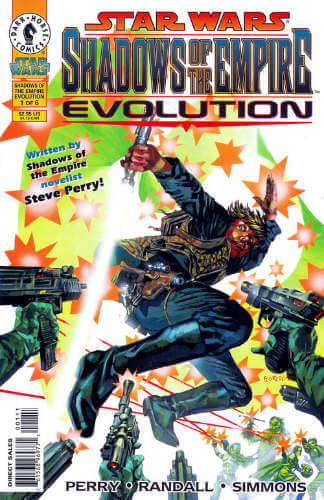 STAR WARS
SHADOWS OF
THE EMPIRE
EVOLUTION
DARK HORSE
COMICS
STAR
WARS
SHADOWS OF
THE EMPIRE
EVOLUTION
1 OF 5
$2.95 U.S.
Written by
Shadows of
the Empire
novelist
Steve Perry!
00111
DIRECT SALES
PERRY • RANDALL • SIMMONS